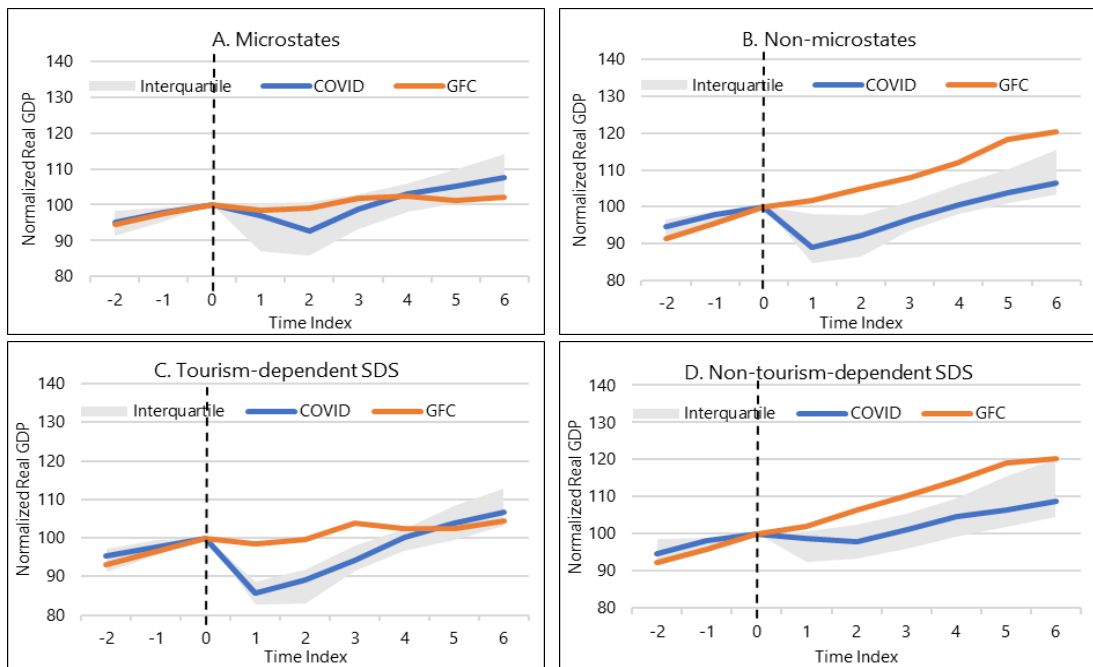 A. Microstates
Normalized Real GDP
140
130
120
110
100
90
80
Interquartile COVID GFC
-2 -1 0 1 2 3 4 5 6
Time Index
B. Non-microstates
Normalized Real GDP
140
130
120
110
100
90
80
Interquartile COVID GFC
-2 -1 0 1 2 3 4 5 6
Time Index
C. Tourism-dependent SDS
Normalized Real GDP
140
130
120
110
100
90
80
Interquartile COVID GFC
-2 -1 0 1 2 3 4 5 6
Time Index
D. Non-tourism-dependent SDS
Normalized Real GDP
140
130
120
110
100
90
80
Interquartile COVID GFC
-2 -1 0 1 2 3 4 5 6
Time Index